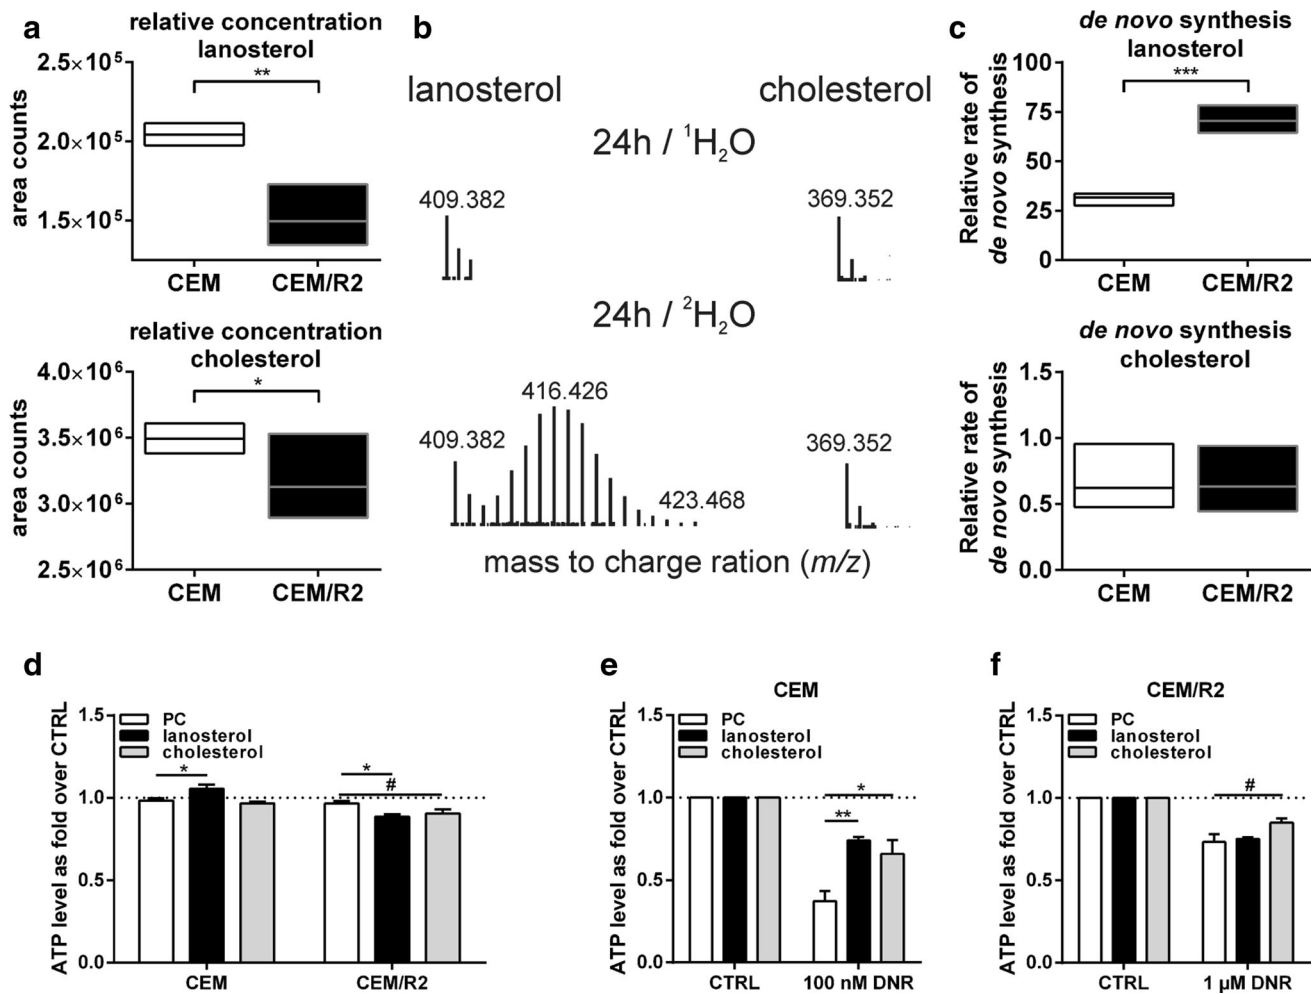 a
relative concentration
lanosterol
area counts
2.5×10⁵
2.0×10⁵
1.5×10⁵
**
CEM
CEM/R2
relative concentration
cholesterol
area counts
4.0×10⁶
3.5×10⁶
3.0×10⁶
2.5×10⁶
*
CEM
CEM/R2
b
lanosterol
cholesterol
24h / ¹H₂O
409.382
369.352
24h / ²H₂O
409.382
416.426
423.468
369.352
mass to charge ration (m/z)
c
de novo synthesis
lanosterol
Relative rate of
de novo synthesis
100
75
50
25
0
***
CEM
CEM/R2
de novo synthesis
cholesterol
Relative rate of
de novo synthesis
1.5
1.0
0.5
0.0
CEM
CEM/R2
d
ATP level as fold over CTRL
1.5
1.0
0.5
0.0
PC
lanosterol
cholesterol
*
*
#
CEM
CEM/R2
e
CEM
ATP level as fold over CTRL
1.5
1.0
0.5
0.0
PC
lanosterol
cholesterol
*
**
CTRL
100 nM DNR
f
CEM/R2
ATP level as fold over CTRL
1.5
1.0
0.5
0.0
PC
lanosterol
cholesterol
#
CTRL
1 µM DNR